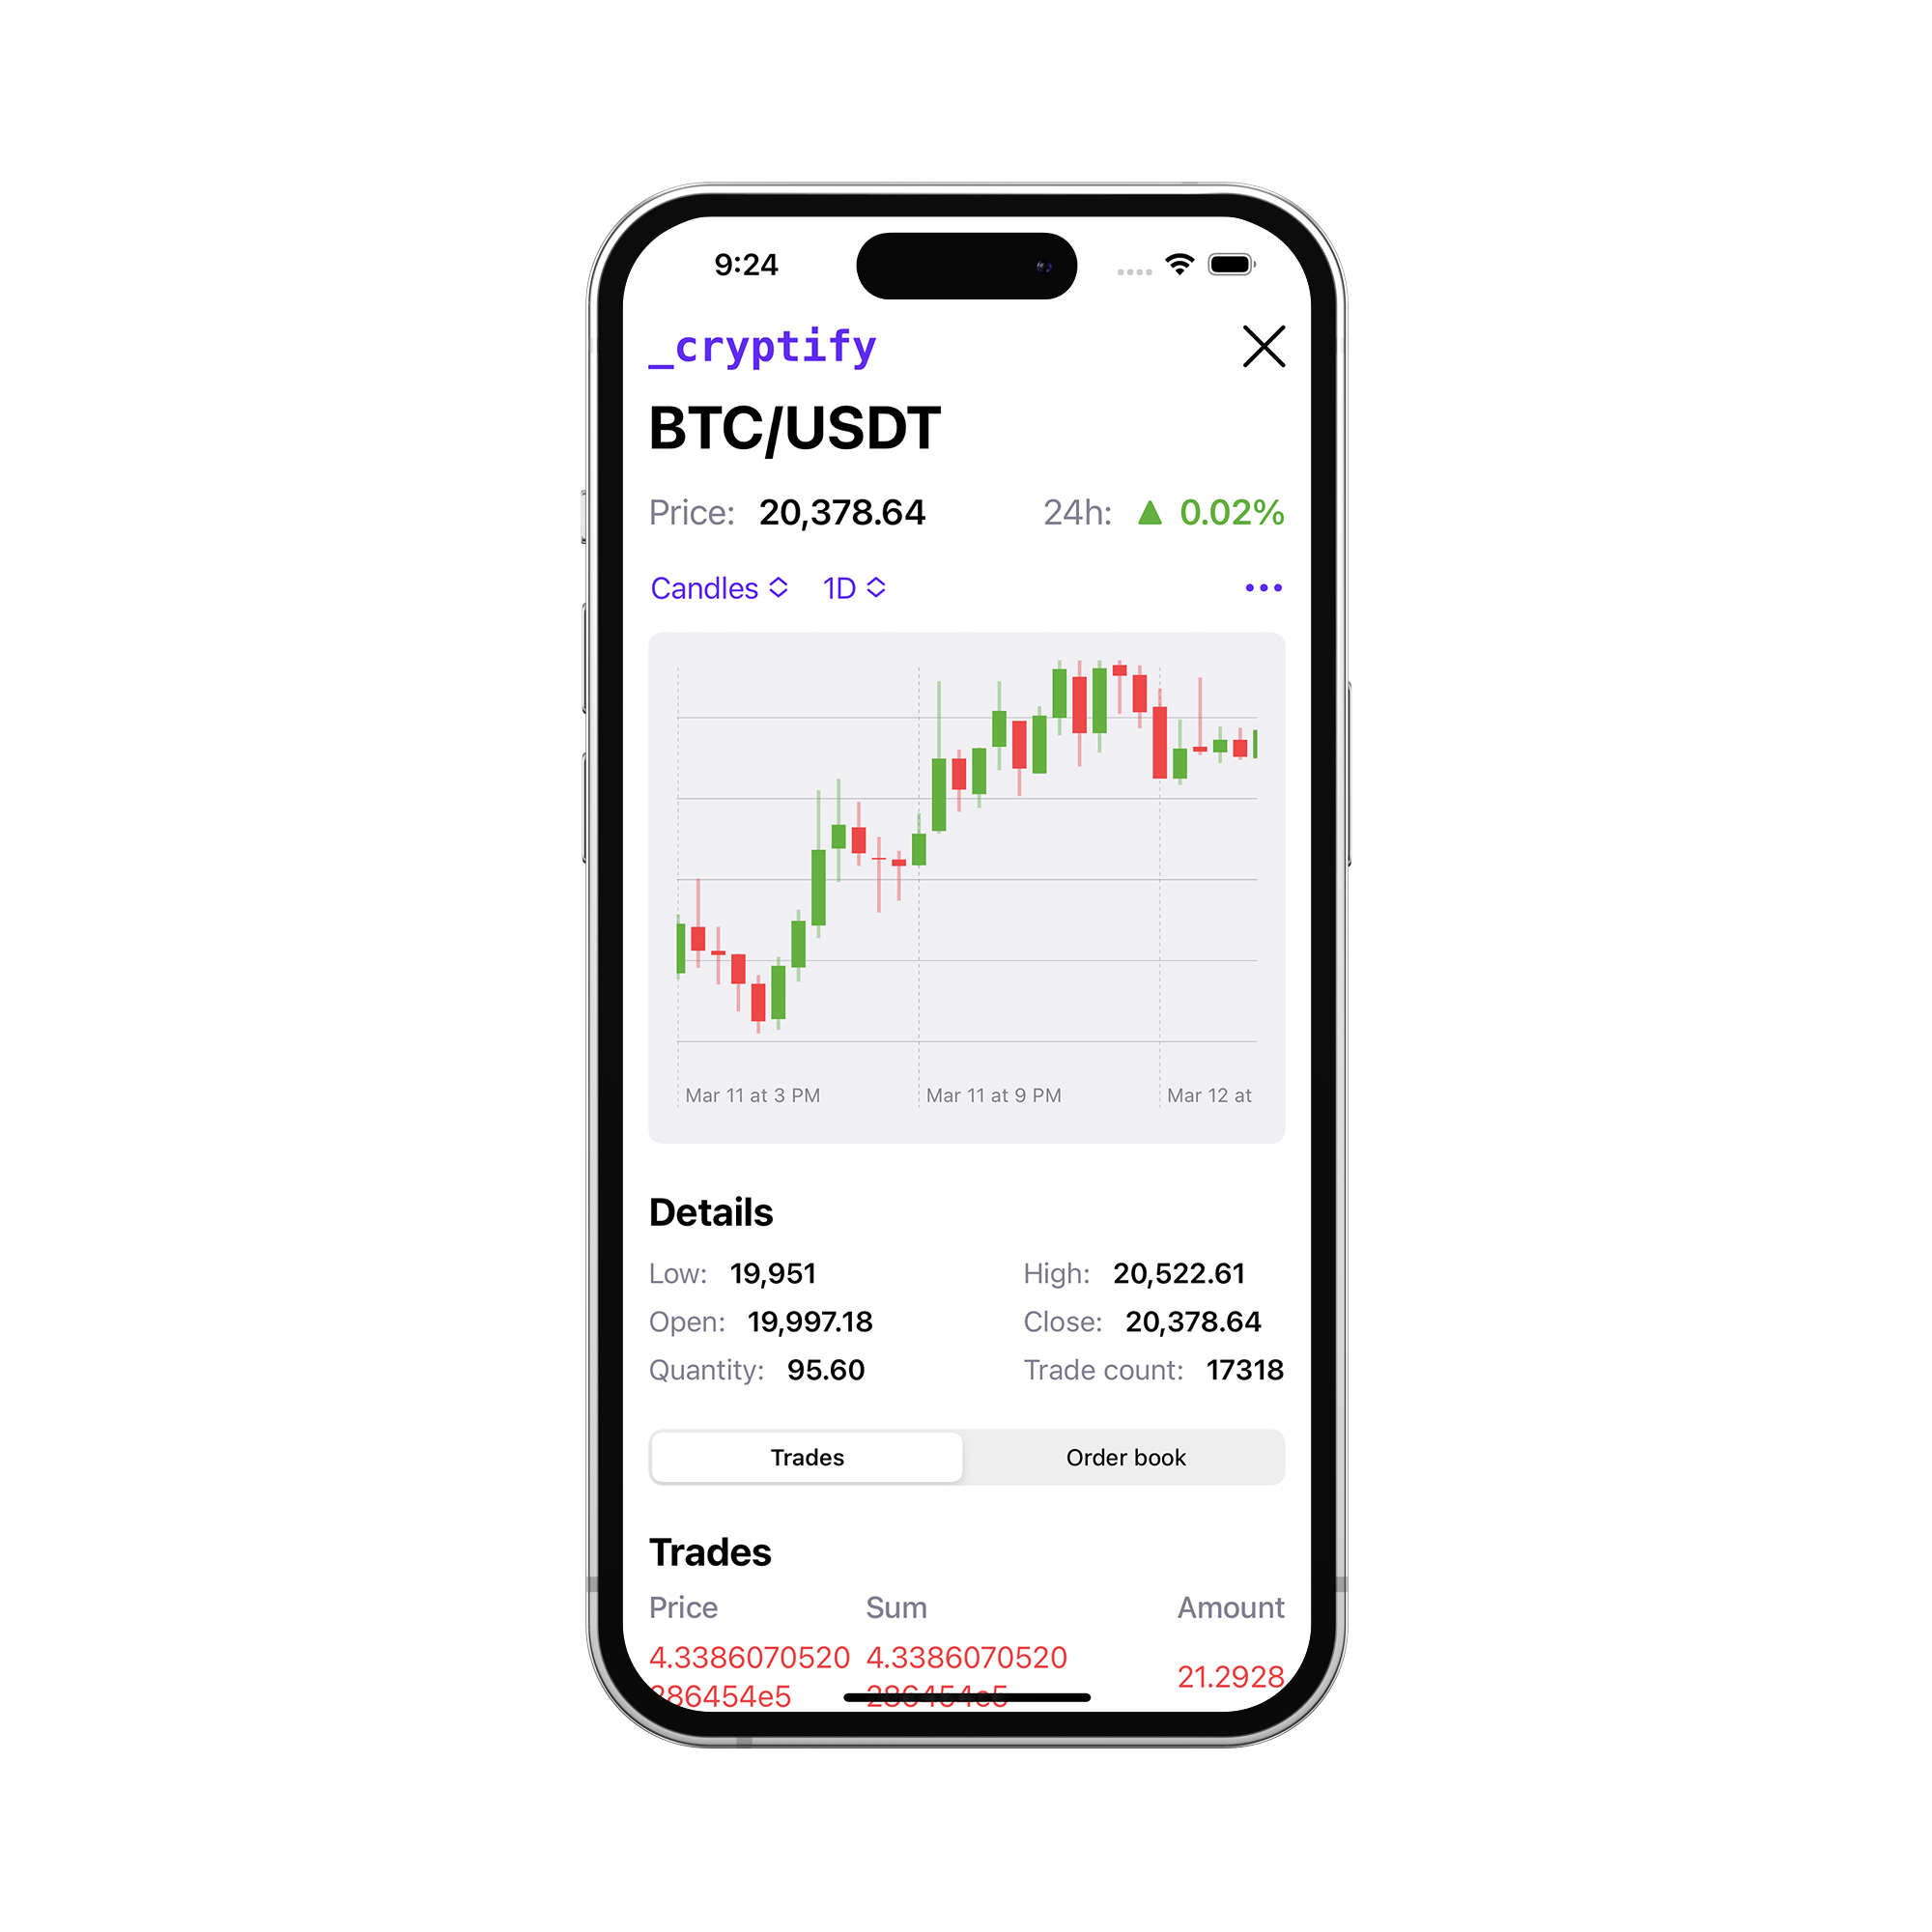 9:24
_cryptify
BTC/USDT
Price: 20,378.64 24h: ▲ 0.02%
Candles 1D
Mar 11 at 3 PM Mar 11 at 9 PM Mar 12 at
Details
Low: 19,951 High: 20,522.61
Open: 19,997.18 Close: 20,378.64
Quantity: 95.60 Trade count: 17318
Trades Order book
Trades
Price Sum Amount
4.3386070520 4.3386070520 21.2928
286454e5 286454e5